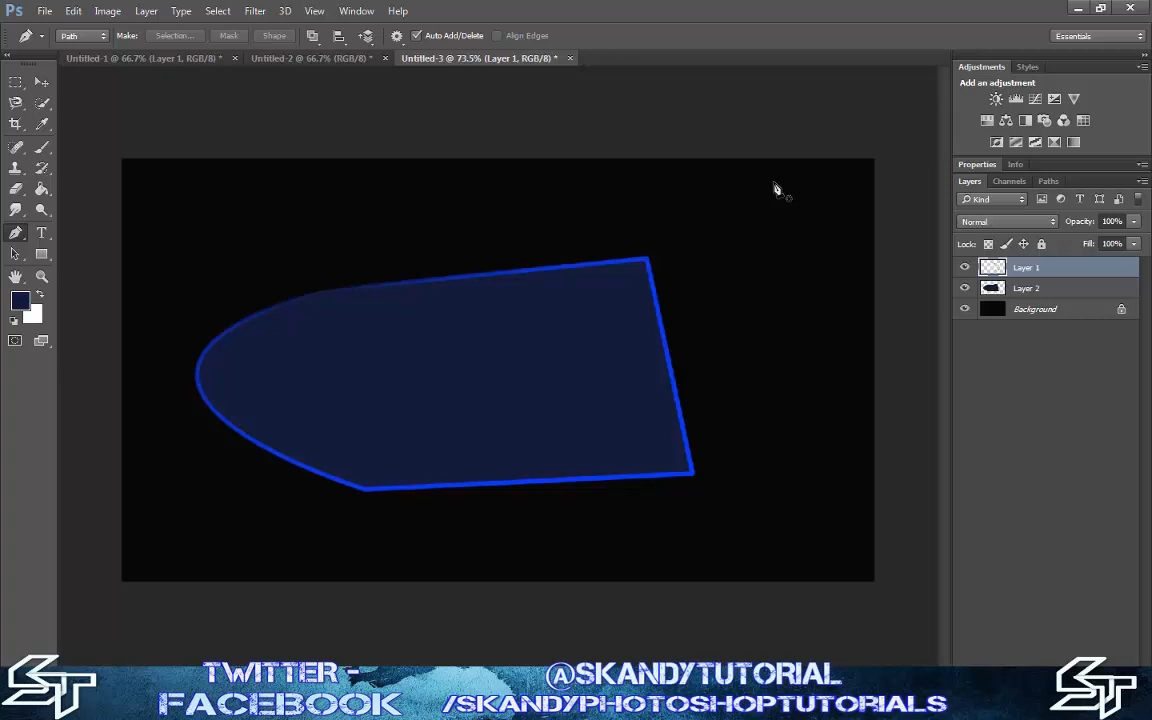 Ps File Edit Image Layer Type Select Filter 3D View Window Help
Path Make: Selection... Mask Shape Auto Add/Delete Align Edges Essentials
Untitled-1 @ 66.7% (Layer 1, RGB/8) * × Untitled-2 @ 66.7% (RGB/8) * × Untitled-3 @ 73.5% (Layer 1, RGB/8) * ×
Adjustments Styles
Add an adjustment
Properties Info
Layers Channels Paths
Kind
Normal Opacity: 100%
Lock: Fill: 100%
Layer 1
Layer 2
Background
T
ST TWITTER - @SKANDYTUTORIAL ST
FACEBOOK /SKANDYPHOTOSHOPTUTORIALS